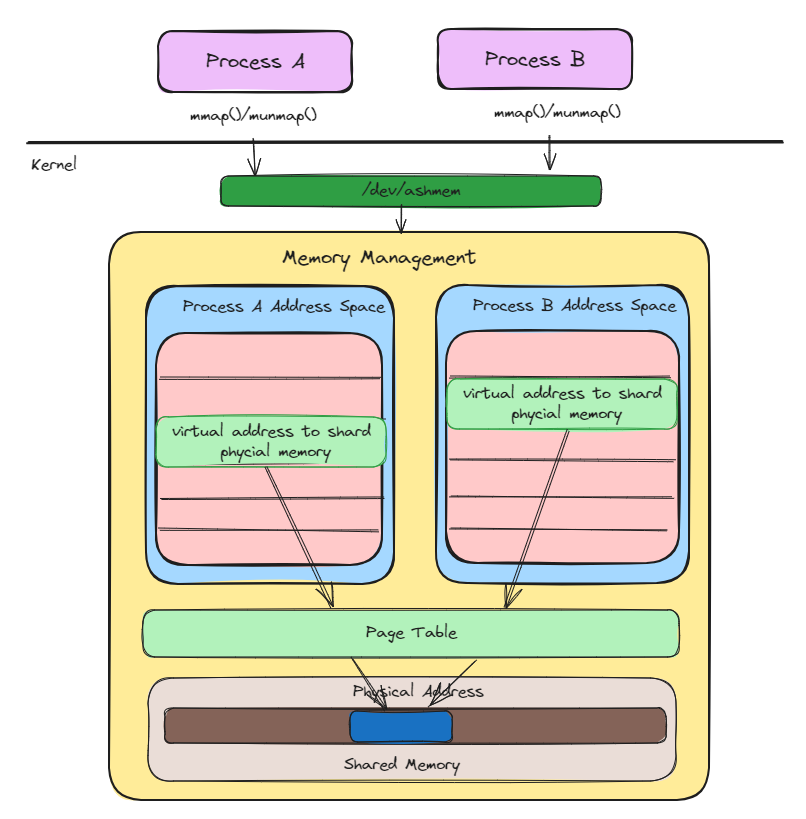 Process A
Process B
mmap()/munmap()
mmap()/munmap()
Kernel
/dev/ashmem
Memory Management
Process A Address Space
Process B Address Space
virtual address to shard
phycial memory
virtual address to shard
phycial memory
Page Table
Physical Address
Shared Memory